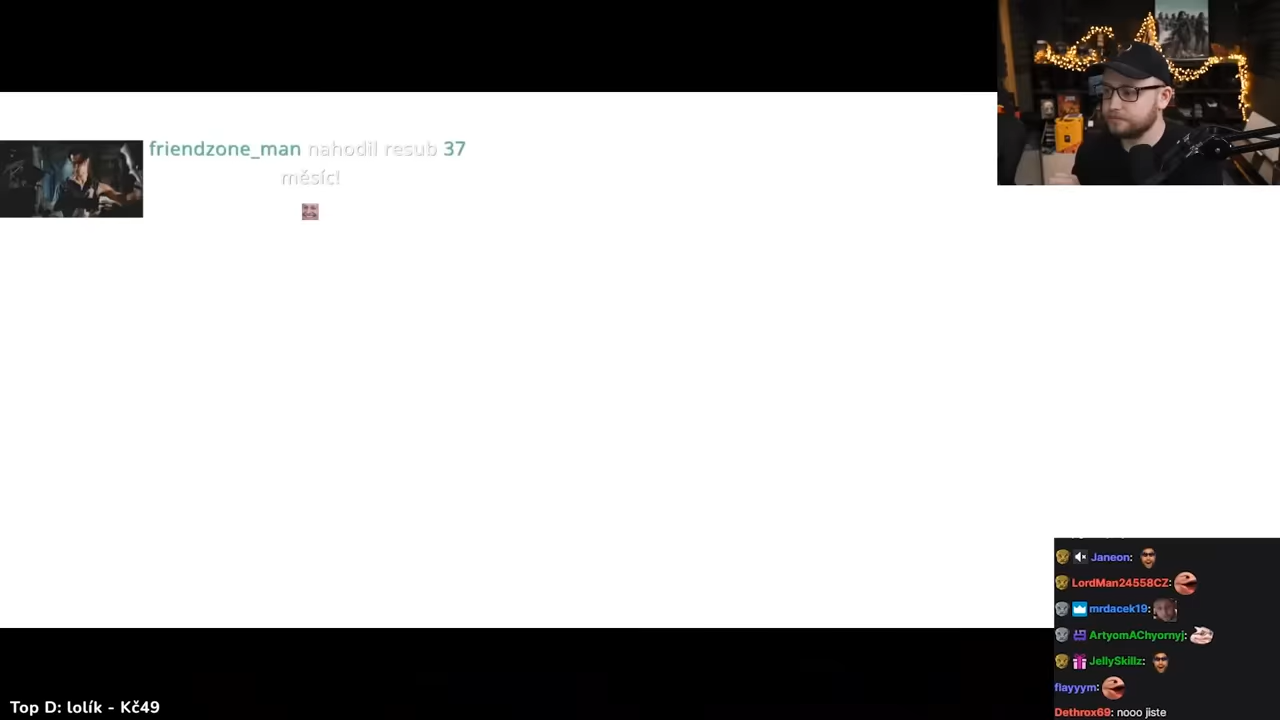 friendzone_man nahodil resub 37
měsíc!
Janeon:
LordMan24558CZ:
mrdacek19:
ArtyomAChyornyj:
JellySkillz:
flayyym:
Dethrox69: nooo jiste
Top D: lolík - Kč49